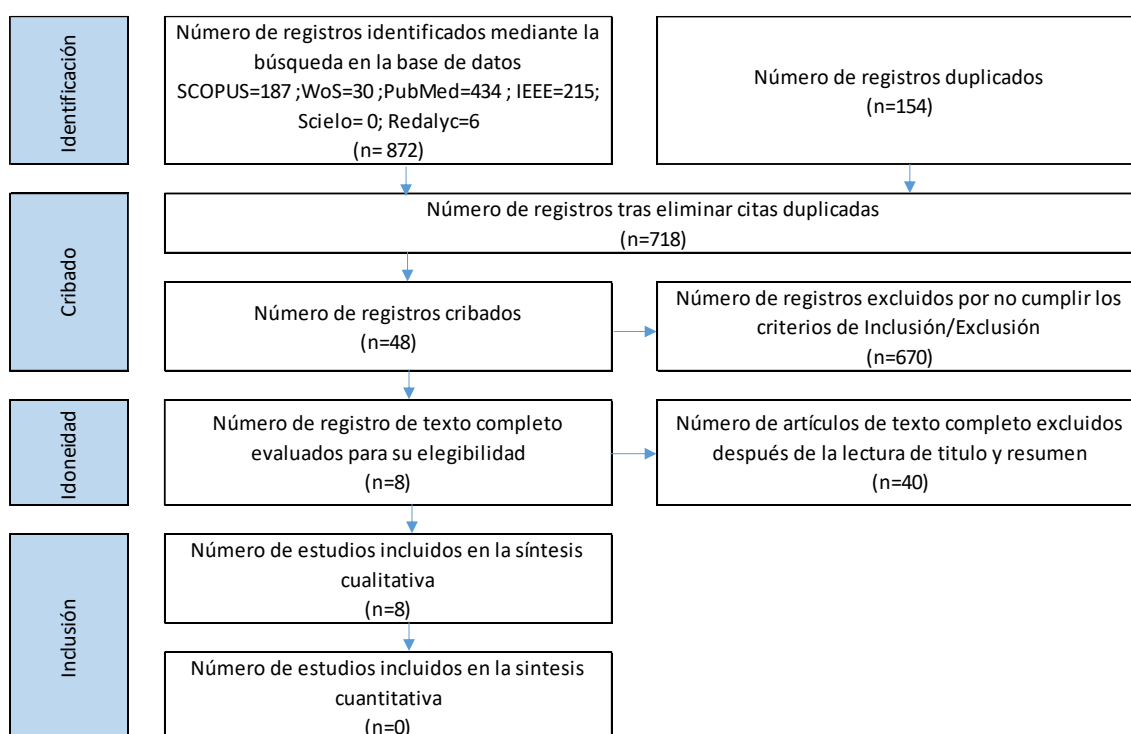 Identificación
Número de registros identificados mediante la
búsqueda en la base de datos
SCOPUS=187 ;WoS=30 ;PubMed=434 ; IEEE=215;
Scielo= 0; Redalyc=6
(n= 872)
Número de registros duplicados
(n=154)
Cribado
Número de registros tras eliminar citas duplicadas
(n=718)
Número de registros cribados
(n=48)
Número de registros excluidos por no cumplir los
criterios de Inclusión/Exclusión
(n=670)
Idoneidad
Número de registro de texto completo
evaluados para su elegibilidad
(n=8)
Número de artículos de texto completo excluidos
después de la lectura de titulo y resumen
(n=40)
Inclusión
Número de estudios incluidos en la síntesis
cualitativa
(n=8)
Número de estudios incluidos en la sintesis
cuantitativa
(n=0)